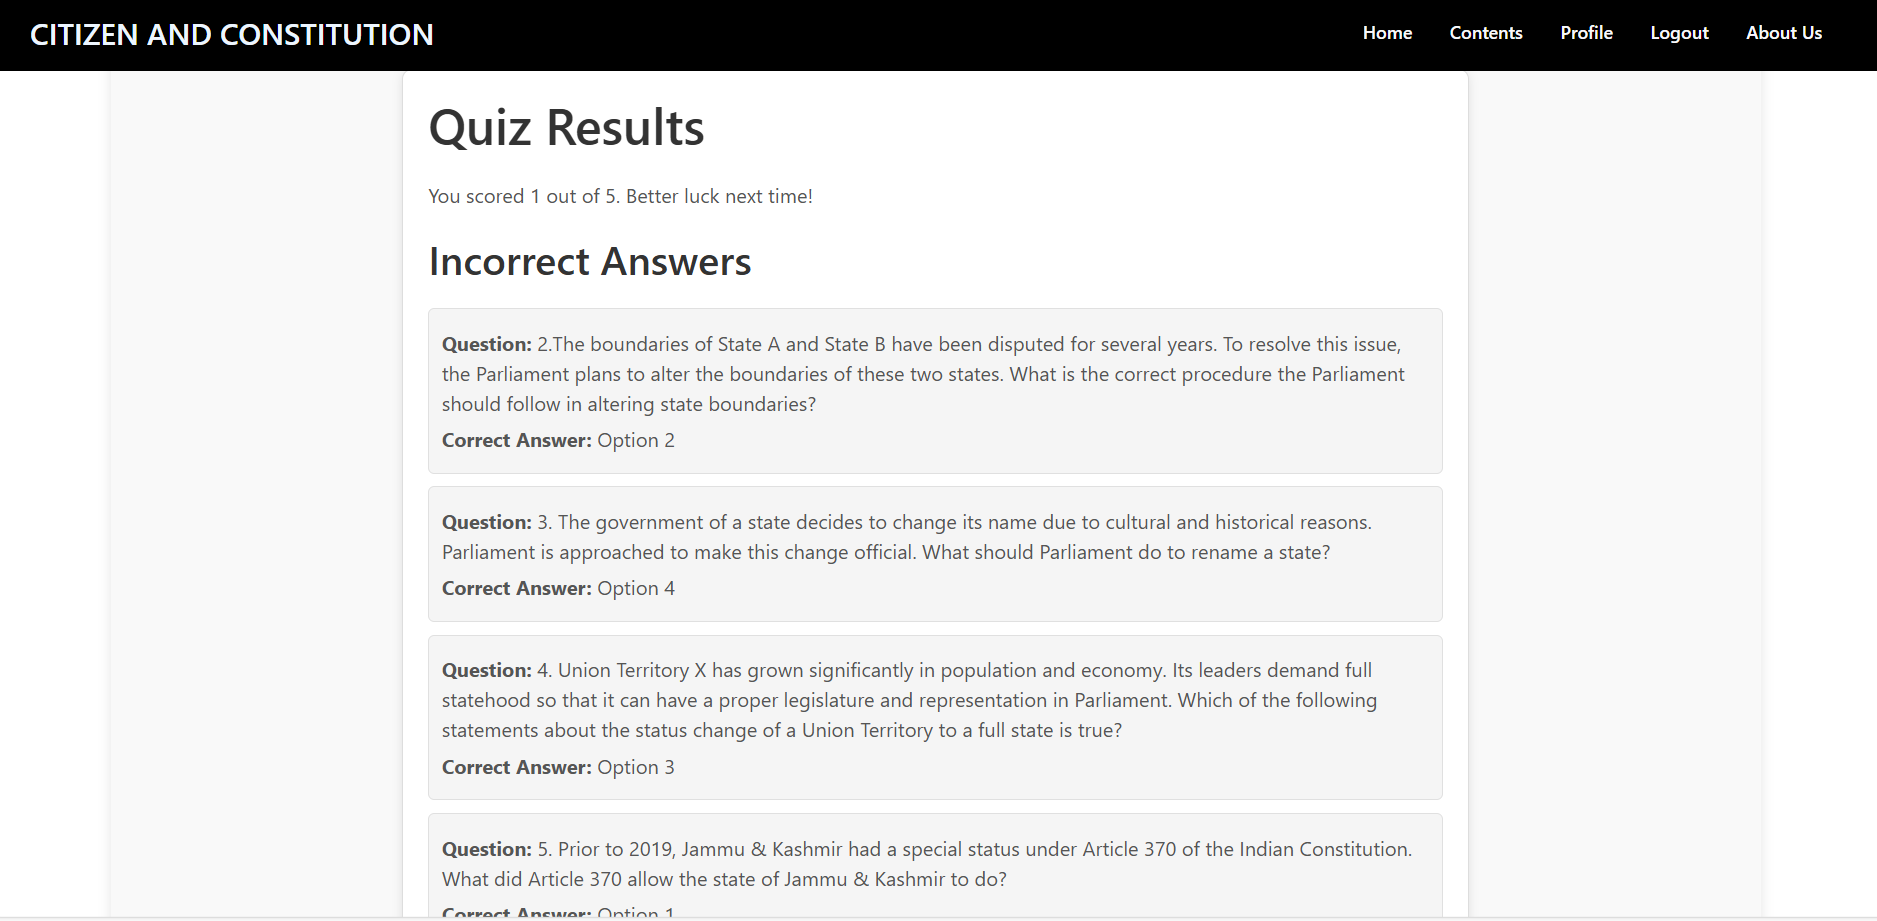 CITIZEN AND CONSTITUTION
Home Contents Profile Logout About Us
Quiz Results
You scored 1 out of 5. Better luck next time!
Incorrect Answers
Question: 2.The boundaries of State A and State B have been disputed for several years. To resolve this issue,
the Parliament plans to alter the boundaries of these two states. What is the correct procedure the Parliament
should follow in altering state boundaries?
Correct Answer: Option 2
Question: 3. The government of a state decides to change its name due to cultural and historical reasons.
Parliament is approached to make this change official. What should Parliament do to rename a state?
Correct Answer: Option 4
Question: 4. Union Territory X has grown significantly in population and economy. Its leaders demand full
statehood so that it can have a proper legislature and representation in Parliament. Which of the following
statements about the status change of a Union Territory to a full state is true?
Correct Answer: Option 3
Question: 5. Prior to 2019, Jammu & Kashmir had a special status under Article 370 of the Indian Constitution.
What did Article 370 allow the state of Jammu & Kashmir to do?
Correct Answer: Option 1